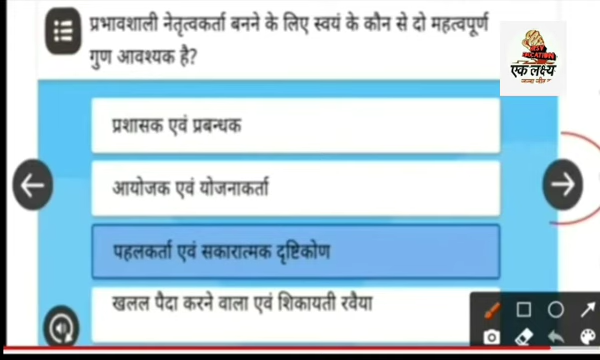 प्रभावशाली नेतृत्वकर्ता बनने के लिए स्वयं के कौन से दो महत्वपूर्ण
गुण आवश्यक है?
एक लक्ष्य
प्रशासक एवं प्रबन्धक
आयोजक एवं योजनाकर्ता
पहलकर्ता एवं सकारात्मक दृष्टिकोण
खलल पैदा करने वाला एवं शिकायती रवैया